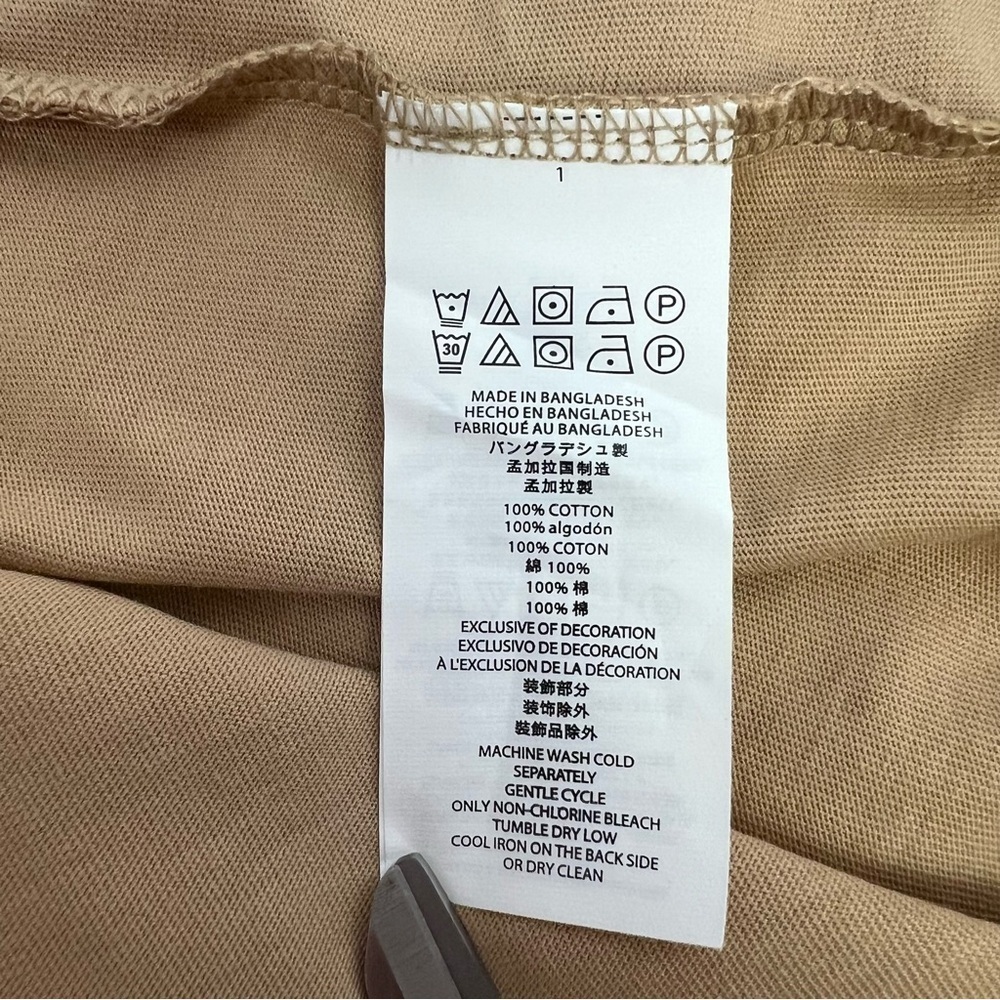 1
P
30 P
MADE IN BANGLADESH
HECHO EN BANGLADESH
FABRIQUÉ AU BANGLADESH
バングラデシュ製
孟加拉国制造
孟加拉製
100% COTTON
100% algodón
100% COTON
綿 100%
100% 棉
100% 棉
EXCLUSIVE OF DECORATION
EXCLUSIVO DE DECORACIÓN
À L'EXCLUSION DE LA DÉCORATION
装飾部分
装饰除外
裝飾品除外
MACHINE WASH COLD
SEPARATELY
GENTLE CYCLE
ONLY NON-CHLORINE BLEACH
TUMBLE DRY LOW
COOL IRON ON THE BACK SIDE
OR DRY CLEAN